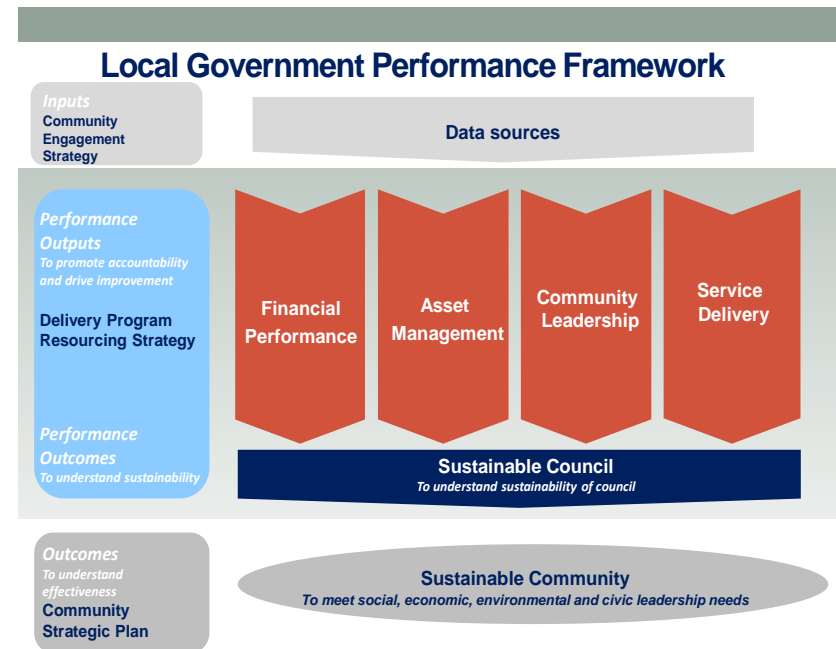 Local Government Performance Framework
Inputs
Community
Engagement
Strategy
Data sources
Performance
Outputs
To promote accountability
and drive improvement
Delivery Program
Resourcing Strategy
Financial
Performance
Asset
Management
Community
Leadership
Service
Delivery
Performance
Outcomes
To understand sustainability
Sustainable Council
To understand sustainability of council
Outcomes
To understand
effectiveness
Community
Strategic Plan
Sustainable Community
To meet social, economic, environmental and civic leadership needs